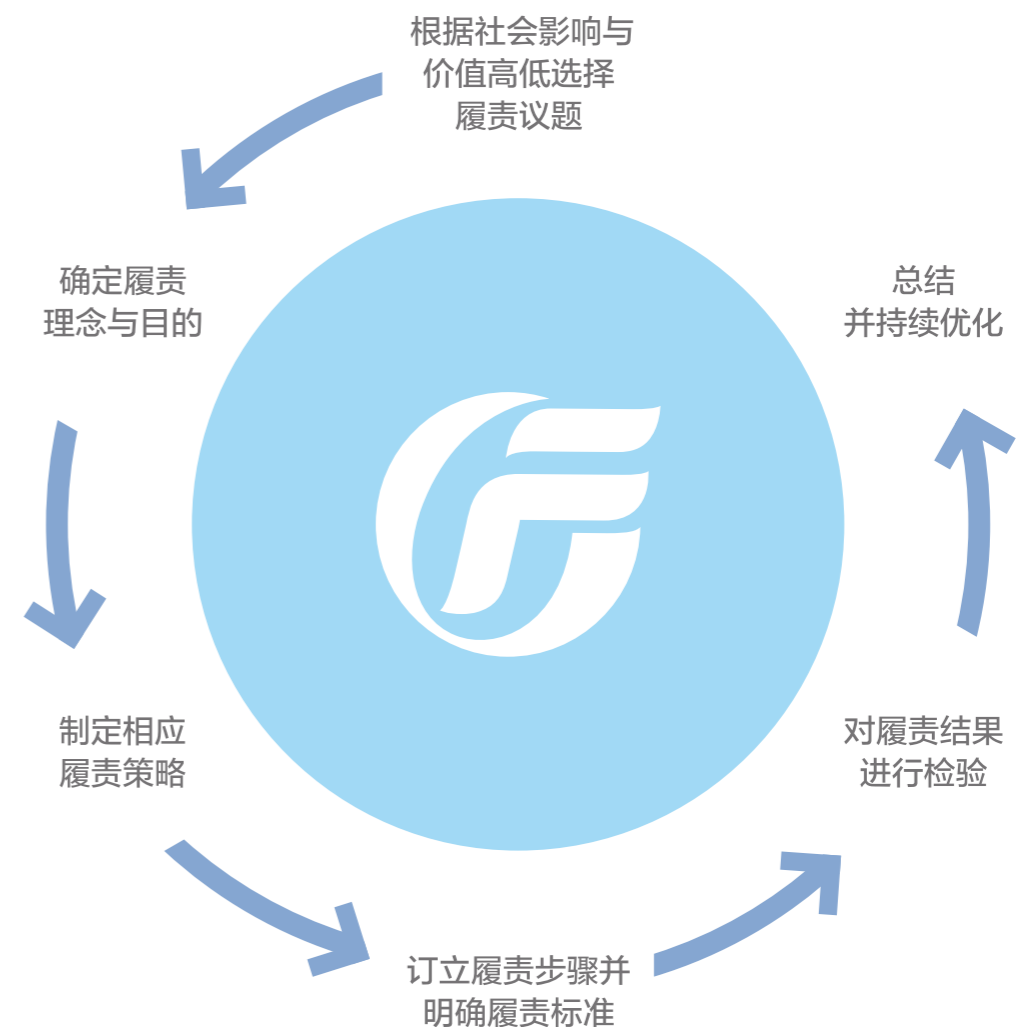 根据社会影响与
价值高低选择
履责议题
确定履责
理念与目的
制定相应
履责策略
订立履责步骤并
明确履责标准
对履责结果
进行检验
总结
并持续优化